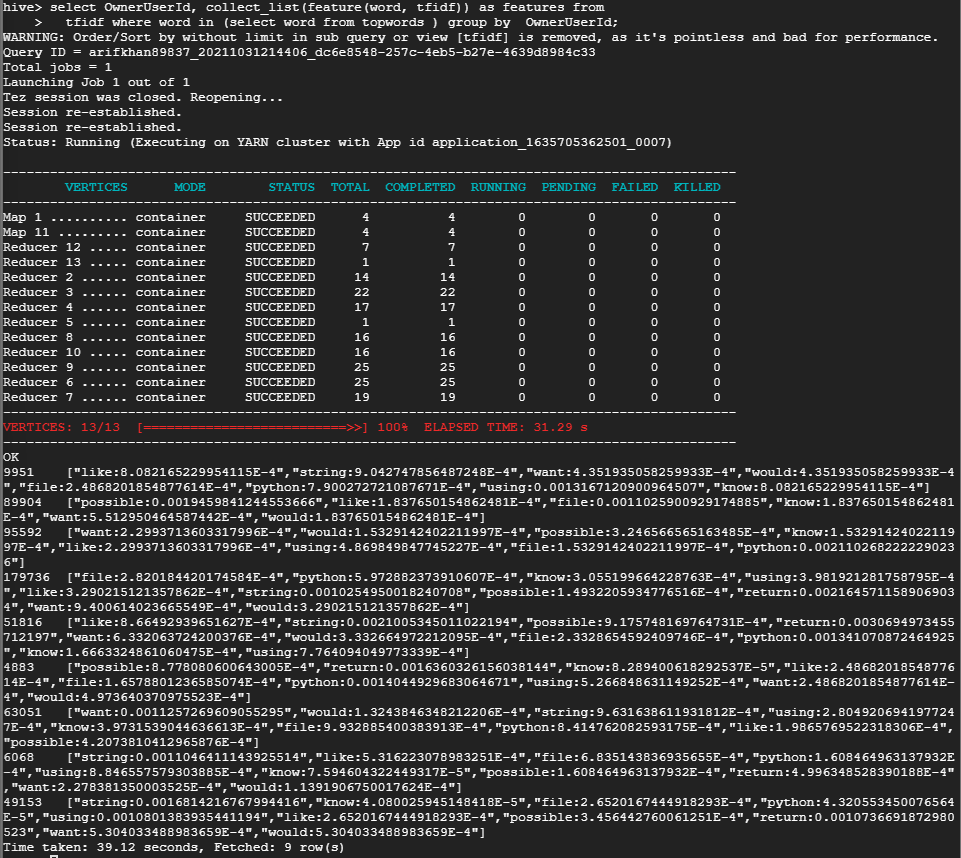 hive> select OwnerUserId, collect_list(feature(word, tfidf)) as features from
    >   tfidf where word in (select word from topwords ) group by  OwnerUserId;
WARNING: Order/Sort by without limit in sub query or view [tfidf] is removed, as it's pointless and bad for performance.
Query ID = arifkhan89837_20211031214406_dc6e8548-257c-4eb5-b27e-4639d8984c33
Total jobs = 1
Launching Job 1 out of 1
Tez session was closed. Reopening...
Session re-established.
Session re-established.
Status: Running (Executing on YARN cluster with App id application_1635705362501_0007)
----------------------------------------------------------------------------------------------
        VERTICES      MODE        STATUS  TOTAL  COMPLETED  RUNNING  PENDING  FAILED  KILLED
----------------------------------------------------------------------------------------------
Map 1 .......... container     SUCCEEDED      4          4        0        0       0       0
Map 11 ......... container     SUCCEEDED      4          4        0        0       0       0
Reducer 12 ..... container     SUCCEEDED      7          7        0        0       0       0
Reducer 13 ..... container     SUCCEEDED      1          1        0        0       0       0
Reducer 2 ...... container     SUCCEEDED     14         14        0        0       0       0
Reducer 3 ...... container     SUCCEEDED     22         22        0        0       0       0
Reducer 4 ...... container     SUCCEEDED     17         17        0        0       0       0
Reducer 5 ...... container     SUCCEEDED      1          1        0        0       0       0
Reducer 8 ...... container     SUCCEEDED     16         16        0        0       0       0
Reducer 10 ..... container     SUCCEEDED     16         16        0        0       0       0
Reducer 9 ...... container     SUCCEEDED     25         25        0        0       0       0
Reducer 6 ...... container     SUCCEEDED     25         25        0        0       0       0
Reducer 7 ...... container     SUCCEEDED     19         19        0        0       0       0
----------------------------------------------------------------------------------------------
VERTICES: 13/13  [==========================>>] 100%  ELAPSED TIME: 31.29 s
----------------------------------------------------------------------------------------------
OK
9951    ["like:8.082165229954115E-4","string:9.042747856487248E-4","want:4.351935058259933E-4","would:4.351935058259933E-4
","file:2.4868201854877614E-4","python:7.900272721087671E-4","using:0.0013167120900964507","know:8.082165229954115E-4"]
89904   ["possible:0.0019459841244553666","like:1.837650154862481E-4","file:0.0011025900929174885","know:1.837650154862481
E-4","want:5.512950464587442E-4","would:1.837650154862481E-4"]
95592   ["want:2.2993713603317996E-4","would:1.5329142402211997E-4","possible:3.246566565163485E-4","know:1.53291424022119
97E-4","like:2.2993713603317996E-4","using:4.869849847745227E-4","file:1.5329142402211997E-4","python:0.002110268222229023
6"]
179736  ["file:2.820184420174584E-4","python:5.972882373910607E-4","know:3.055199664228763E-4","using:3.981921281758795E-4
","like:3.290215121357862E-4","string:0.0010254950018240708","possible:1.4932205934776516E-4","return:0.002164571158906903
4","want:9.400614023665549E-4","would:3.290215121357862E-4"]
51816   ["like:8.66492939651627E-4","string:0.0021005345011022194","possible:9.175748169764731E-4","return:0.0030694973455
712197","want:6.332063724200376E-4","would:3.332664972212095E-4","file:2.3328654592409746E-4","python:0.001341070872464925
","know:1.6663324861060475E-4","using:7.764094049773339E-4"]
4883    ["possible:8.778080600643005E-4","return:0.0016360326156038144","know:8.289400618292537E-5","like:2.48682018548776
14E-4","file:1.6578801236585074E-4","python:0.0014044929683064671","using:5.266848631149252E-4","want:2.4868201854877614E-
4","would:4.973640370975523E-4"]
63051   ["want:0.0011257269609055295","would:1.3243846348212206E-4","string:9.631638611931812E-4","using:2.804920694197724
7E-4","know:3.9731539044636613E-4","file:9.932885400383913E-4","python:8.414762082593175E-4","like:1.9865769522318306E-4",
"possible:4.2073810412965876E-4"]
6068    ["string:0.0011046411143925514","like:5.316223078983251E-4","file:6.835143836935655E-4","python:1.608464963137932E
-4","using:8.846557579303885E-4","know:7.594604322449317E-5","possible:1.608464963137932E-4","return:4.996348528390188E-4"
,"want:2.278381350003525E-4","would:1.1391906750017624E-4"]
49153   ["string:0.0016814216767994416","know:4.080025945148418E-5","file:2.6520167444918293E-4","python:4.320553450076564
E-5","using:0.0010801383935441194","like:2.6520167444918293E-4","possible:3.456442760061251E-4","return:0.0010736691872980
523","want:5.304033488983659E-4","would:5.304033488983659E-4"]
Time taken: 39.12 seconds, Fetched: 9 row(s)